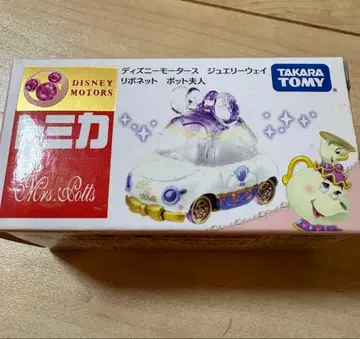 DISNEY
MOTORS
ディズニーモータース ジュエリーウェイ
リボネット ポット夫人
TAKARA
TOMY
トミカ
Mrs. Potts